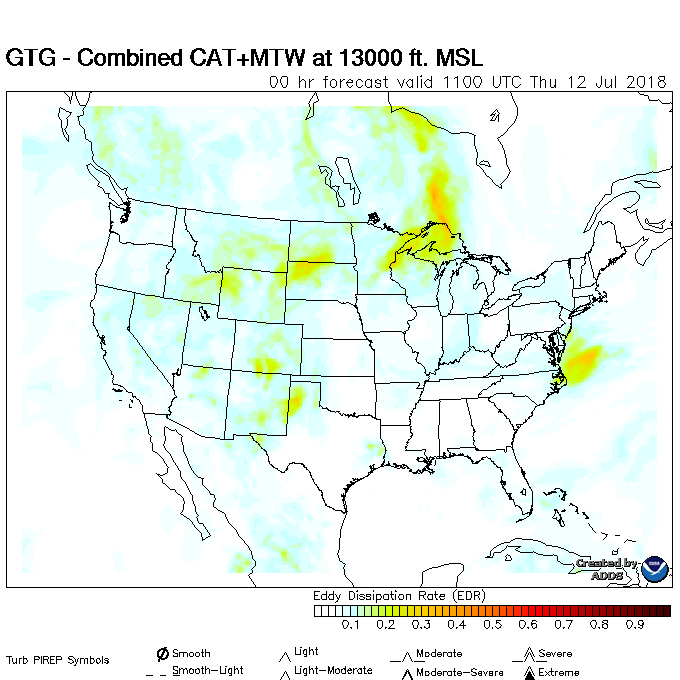 GTG - Combined CAT+MTW at 13000 ft. MSL
00 hr forecast valid 1100 UTC Thu 12 Jul 2018
Created by
ADDS
Eddy Dissipation Rate (EDR)
0.1 0.2 0.3 0.4 0.5 0.6 0.7 0.8 0.9
Turb PIREP Symbols
Smooth Light Moderate Severe
Smooth-Light Light-Moderate Moderate-Severe Extreme